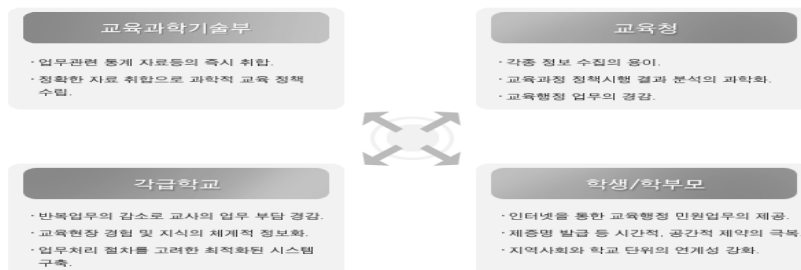 교육과학기술부
· 업무관련 통계 자료등의 즉시 취합.
· 정확한 자료 취합으로 과학적 교육 정책
수립.
교육청
· 각종 정보 수집의 용이.
· 교육과정 정책시행 결과 분석의 과학화.
· 교육행정 업무의 경감.
각급학교
· 반복업무의 감소로 교사의 업무 부담 경감.
· 교육현장 경험 및 지식의 체계적 정보화.
· 업무처리 절차를 고려한 최적화된 시스템
구축.
학생/학부모
· 인터넷을 통한 교육행정 민원업무의 제공.
· 제증명 발급 등 시간적, 공간적 제약의 극복.
· 지역사회와 학교 단위의 연계성 강화.